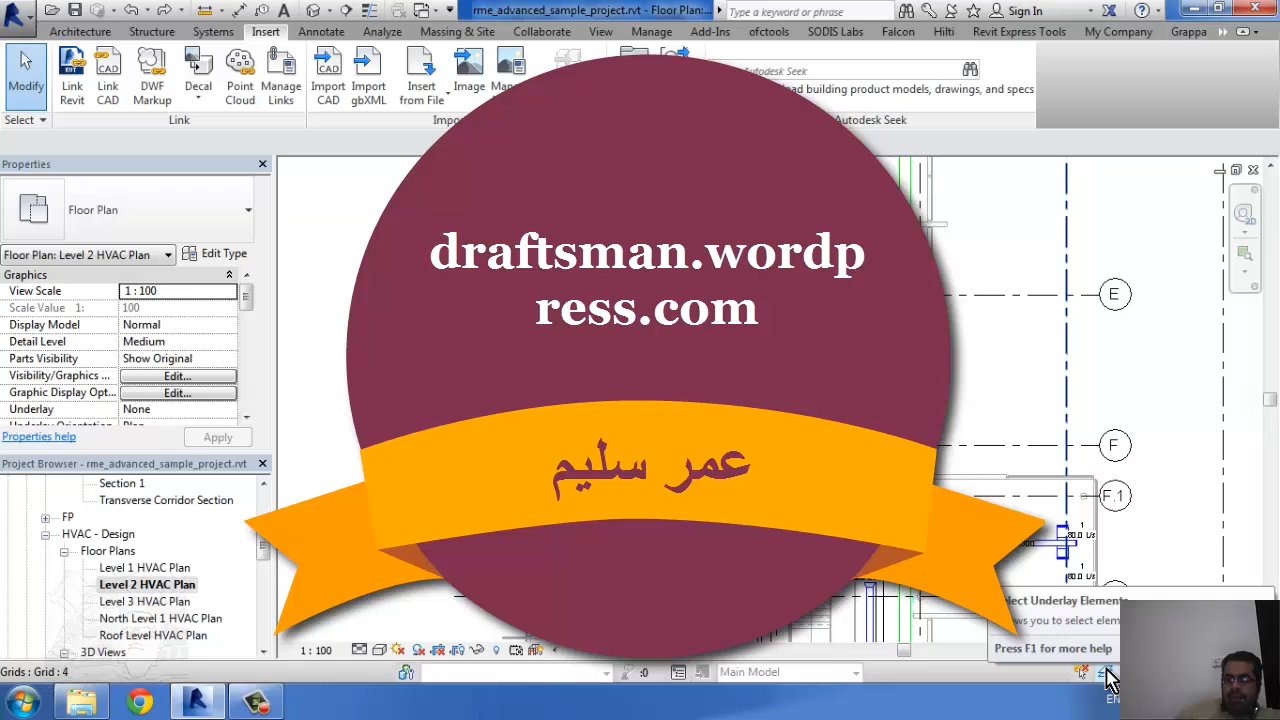 rme_advanced_sample_project.rvt - Floor Plan:...
Type a keyword or phrase
Sign In
Architecture Structure Systems Insert Annotate Analyze Massing & Site Collaborate View Manage Add-Ins ofctools SODIS Labs Falcon Hilti Revit Express Tools My Company Grappa
Modify
Link Revit
Link CAD
DWF Markup
Decal
Point Cloud
Manage Links
Import CAD
Import gbXML
Insert from File
Image
Autodesk Seek
building product models, drawings, and specs
Select
Link
Autodesk Seek
Properties
Floor Plan
Floor Plan: Level 2 HVAC Plan
Edit Type
Graphics
View Scale 1 : 100
Scale Value 1: 100
Display Model Normal
Detail Level Medium
Parts Visibility Show Original
Visibility/Graphics ... Edit...
Graphic Display Opt... Edit...
Underlay None
Properties help
Apply
Project Browser - rme_advanced_sample_project.rvt
Section 1
Transverse Corridor Section
FP
HVAC - Design
Floor Plans
Level 1 HVAC Plan
Level 2 HVAC Plan
Level 3 HVAC Plan
North Level 1 HVAC Plan
Roof Level HVAC Plan
3D Views
draftsman.wordp
ress.com
عمر سليم
E
F
F.1
Press F1 for more help
1 : 100
Grids : Grid : 4
:0
Main Model
EN